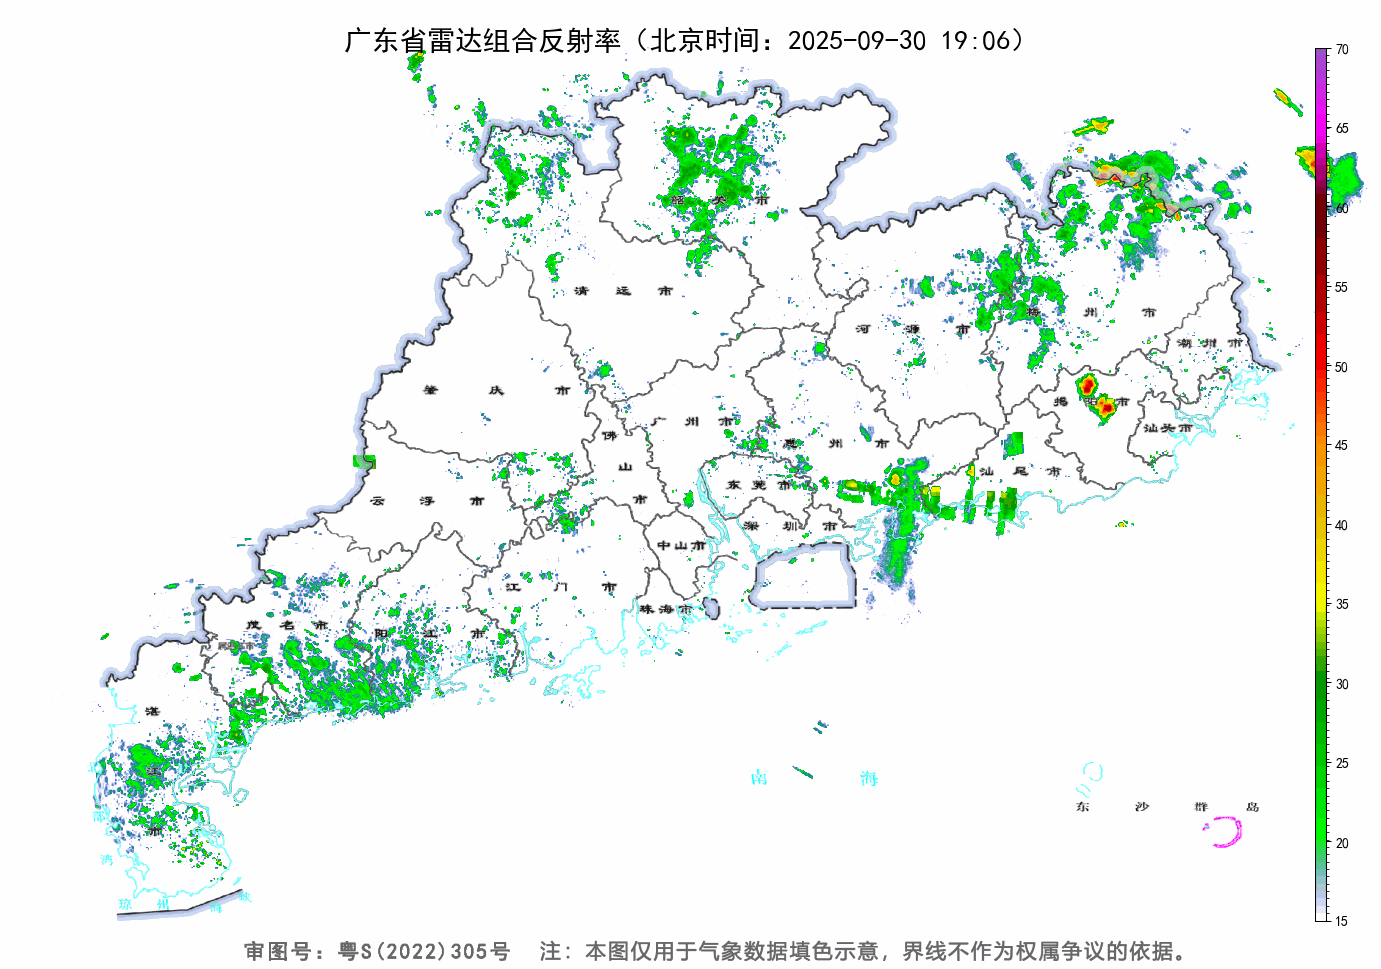 广东省雷达组合反射率（北京时间：2025-09-30 19:06）
70
65
60
55
50
45
40
35
30
25
20
15
韶关市
清远市
河源市
梅州市
潮州市
肇庆市
揭阳市
汕头市
广州市
佛山市
惠州市
汕尾市
云浮市
东莞市
深圳市
中山市
江门市
珠海市
茂名市
阳江市
湛江市
南海
东沙群岛
北部湾
琼州海峡
审图号：粤S(2022)305号 注：本图仅用于气象数据填色示意，界线不作为权属争议的依据。